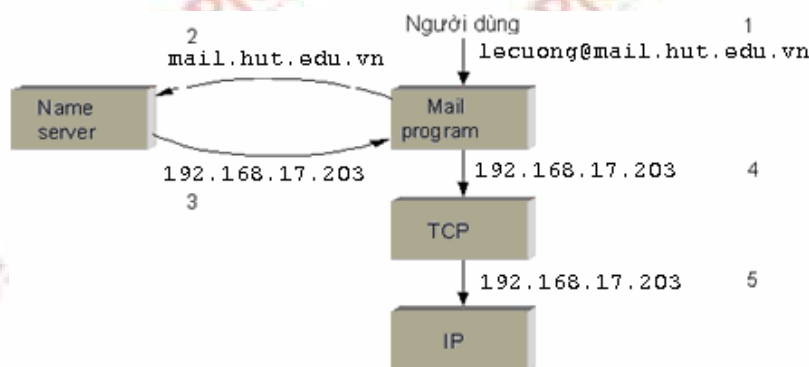 Người dùng
1
lecuong@mail.hut.edu.vn
2
mail.hut.edu.vn
Name
server
Mail
program
192.168.17.203
3
192.168.17.203
4
TCP
192.168.17.203
5
IP